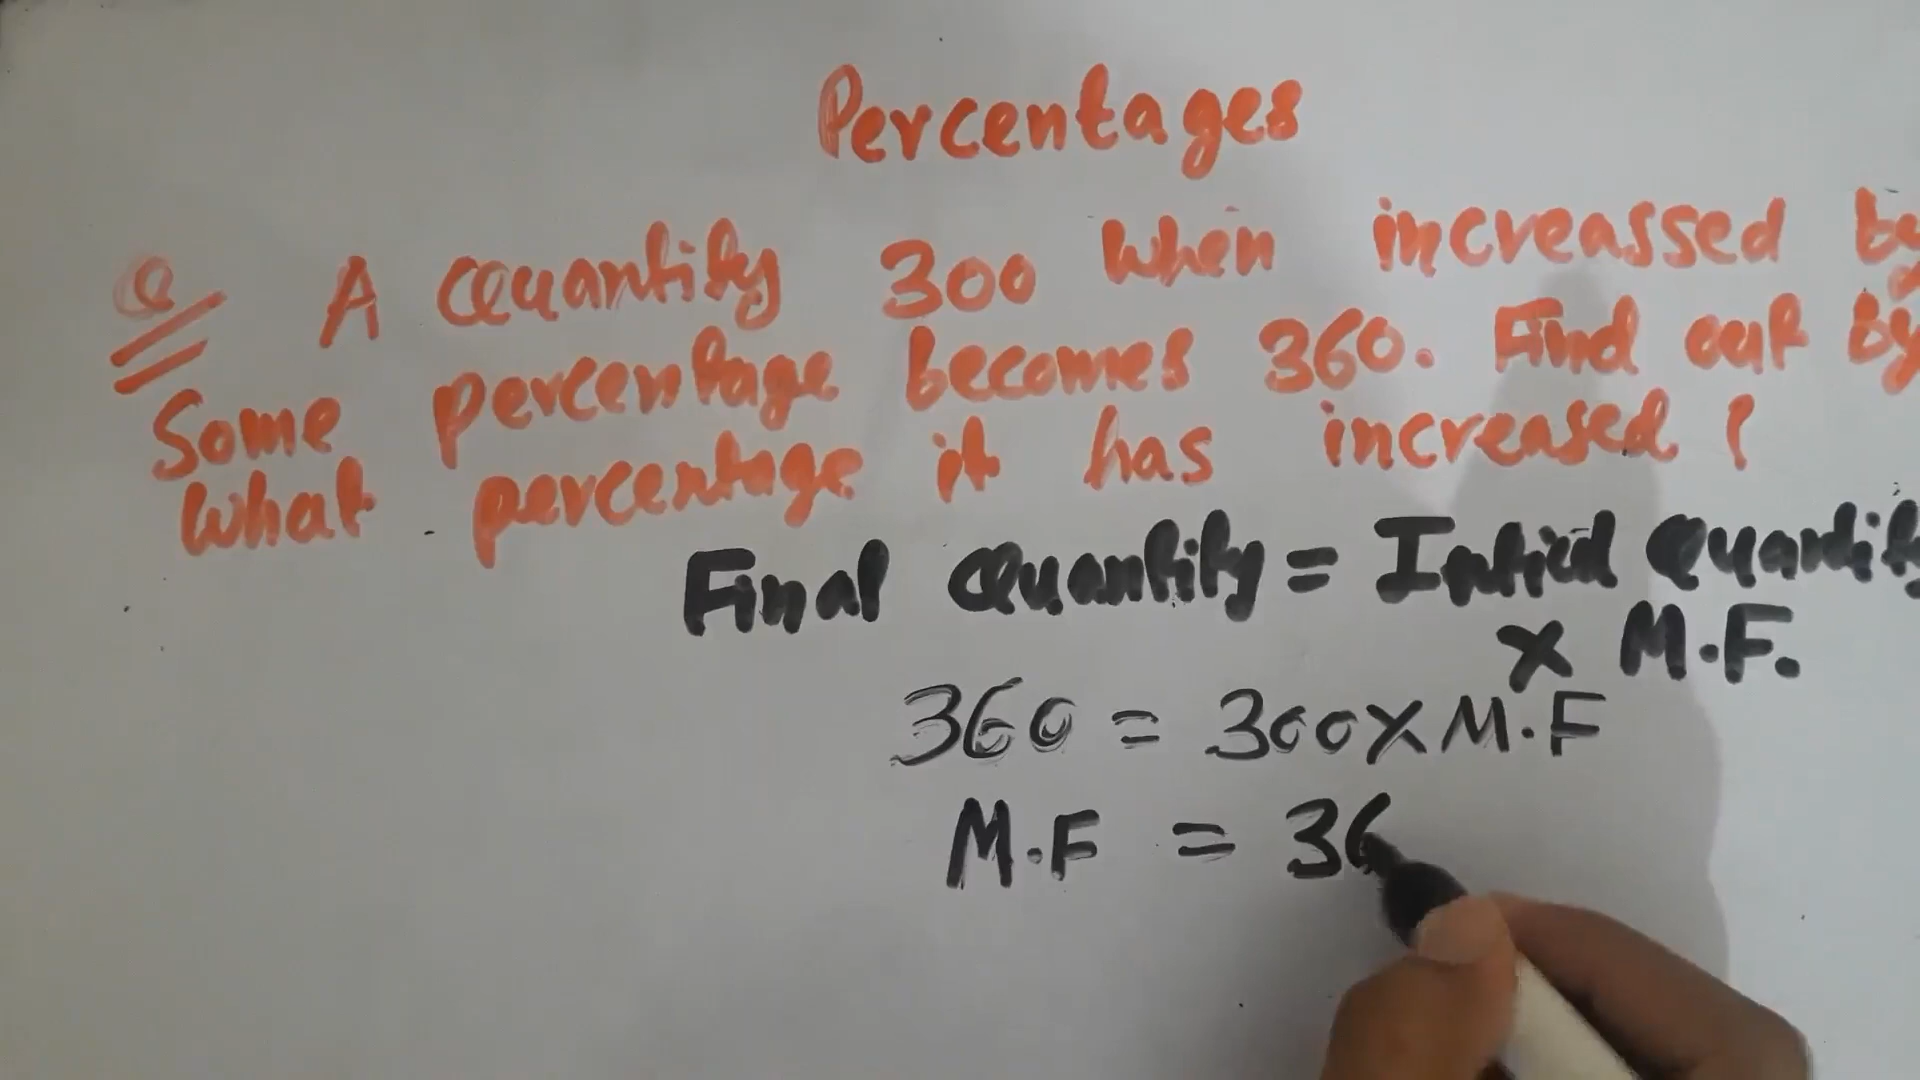 Percentages
Q A Quantity 300 when increassed by
Some percentage becomes 360. Find out by
what percentage it has increased ?
Final Quantity = Intial Quantity
× M.F.
360 = 300×M.F
M.F = 36